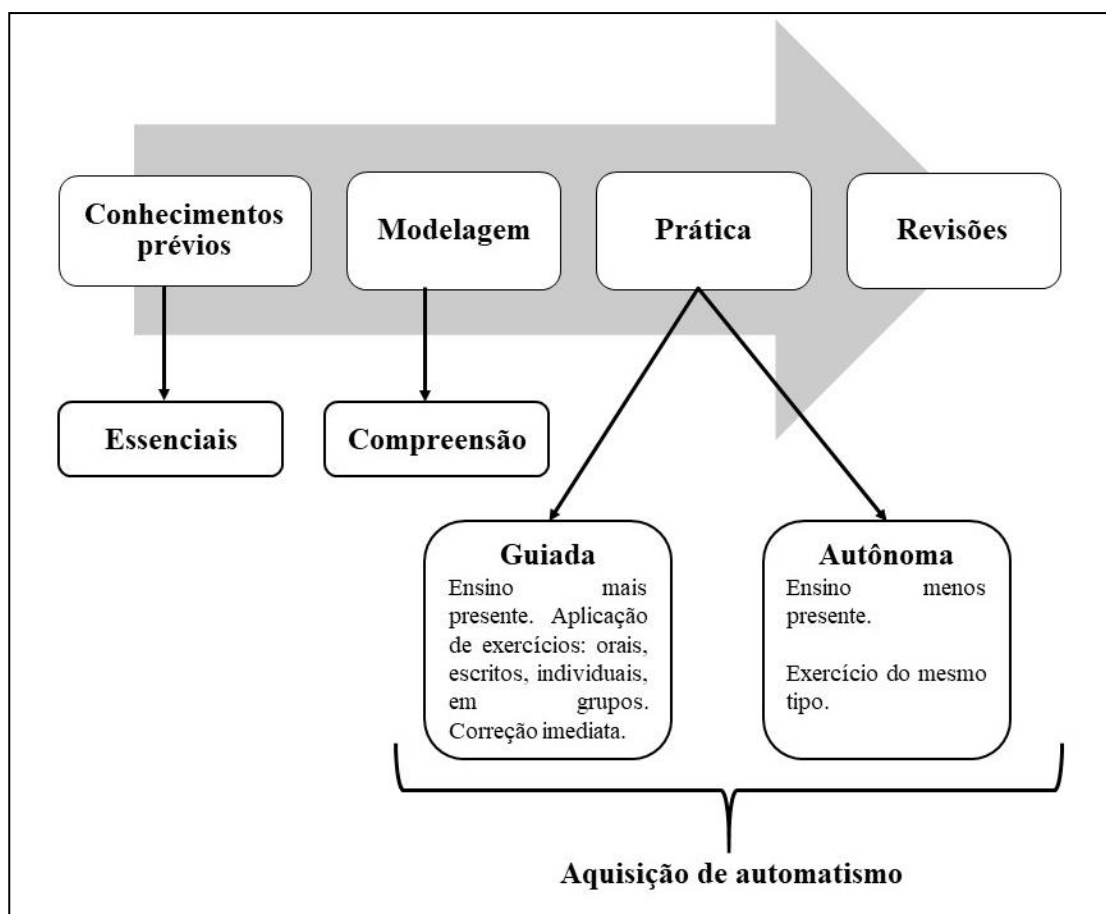 Conhecimentos
prévios
Modelagem
Prática
Revisões
Essenciais
Compreensão
Guiada
Ensino mais
presente. Aplicação
de exercícios: orais,
escritos, individuais,
em grupos.
Correção imediata.
Autônoma
Ensino menos
presente.
Exercício do mesmo
tipo.
Aquisição de automatismo